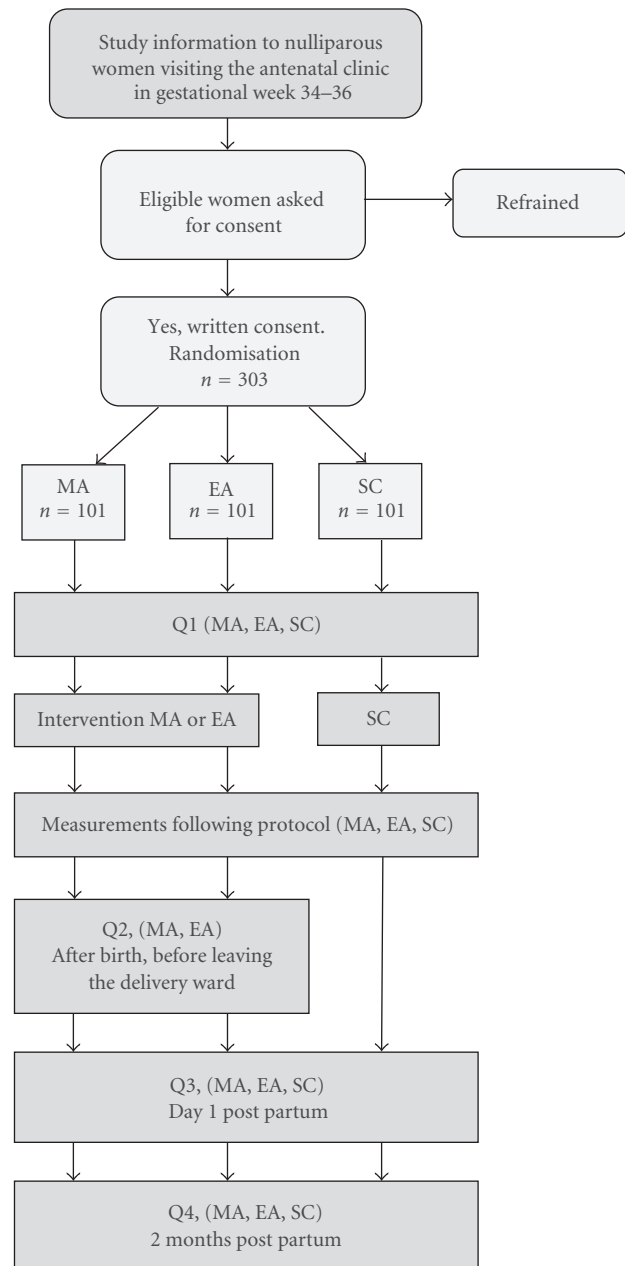 Study information to nulliparous
women visiting the antenatal clinic
in gestational week 34–36
Eligible women asked
for consent
Refrained
Yes, written consent.
Randomisation
n = 303
MA
n = 101
EA
n = 101
SC
n = 101
Q1 (MA, EA, SC)
Intervention MA or EA
SC
Measurements following protocol (MA, EA, SC)
Q2, (MA, EA)
After birth, before leaving
the delivery ward
Q3, (MA, EA, SC)
Day 1 post partum
Q4, (MA, EA, SC)
2 months post partum